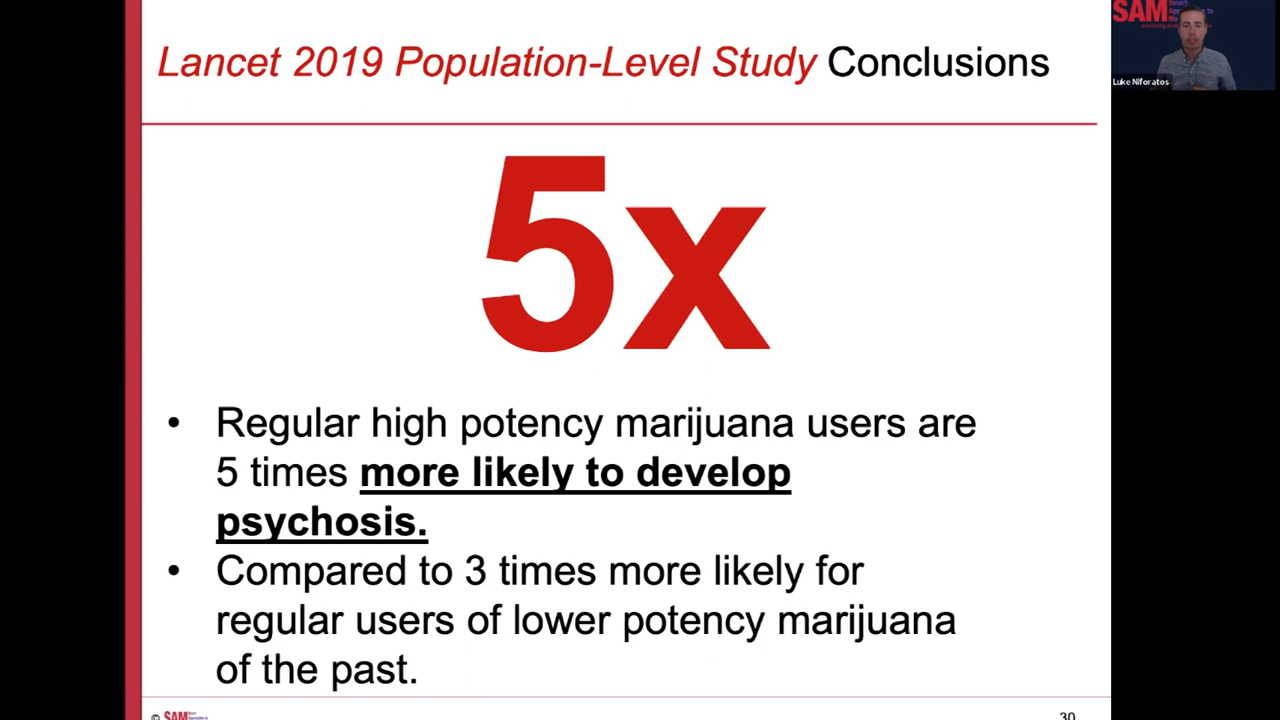 Lancet 2019 Population-Level Study Conclusions
5x
• Regular high potency marijuana users are
5 times more likely to develop
psychosis.
• Compared to 3 times more likely for
regular users of lower potency marijuana
of the past.
© SAM
30
SAM
Smart
Luke Niforatos